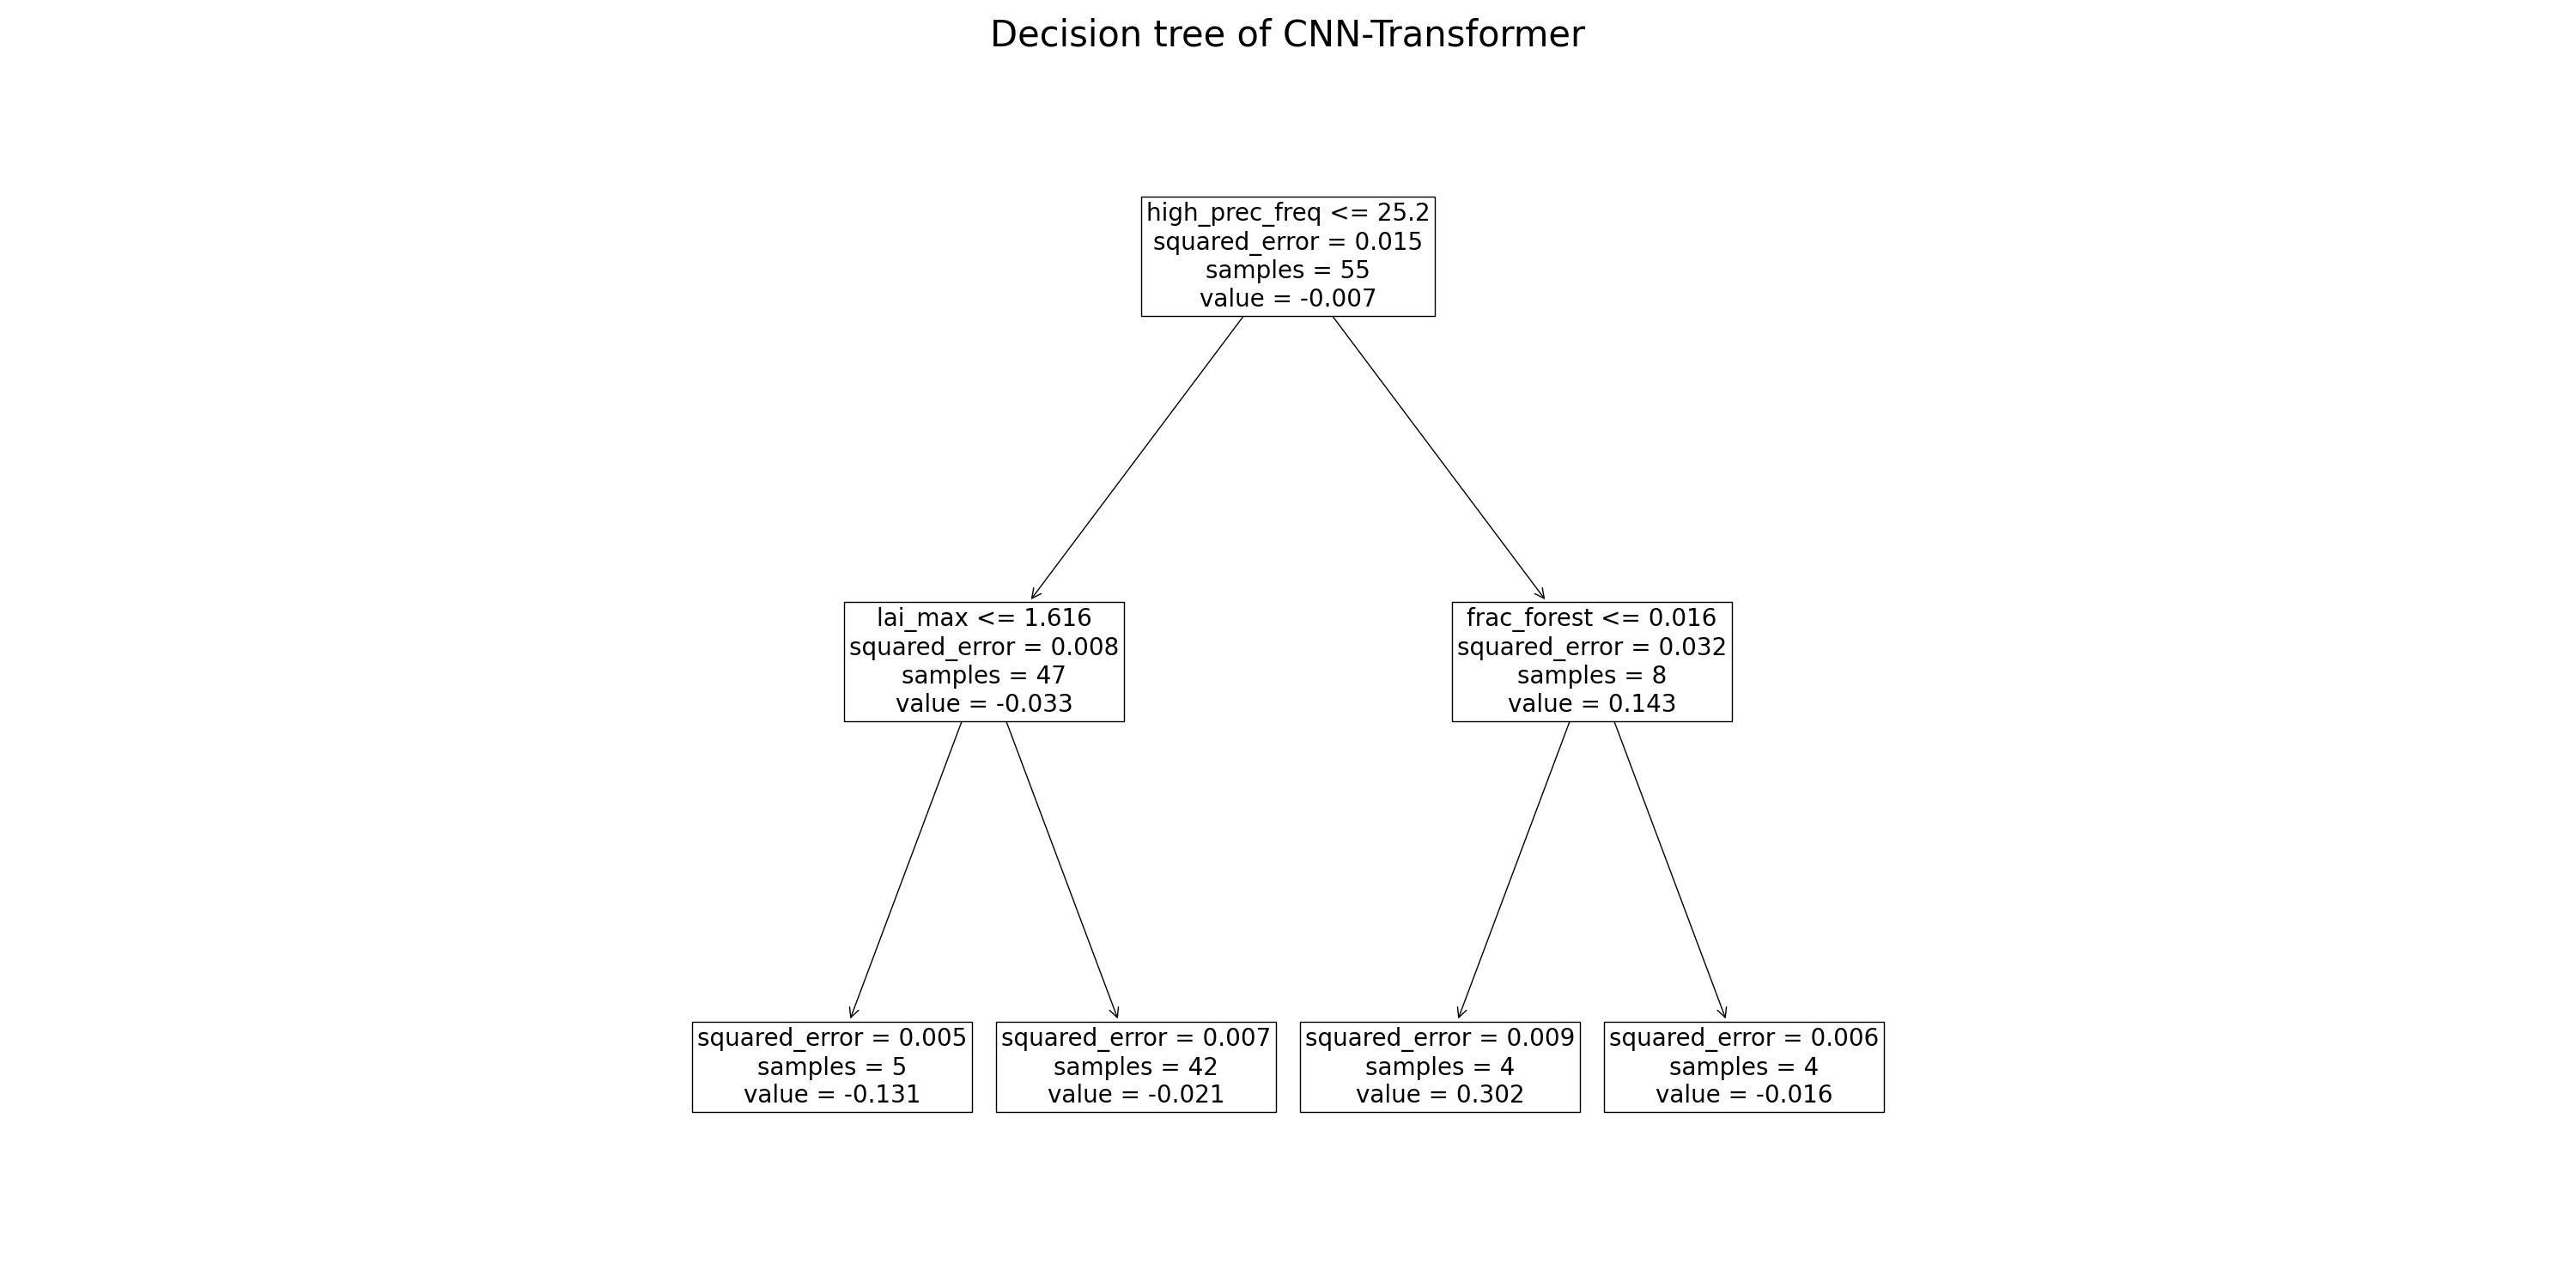 Decision tree of CNN-Transformer
high_prec_freq <= 25.2
squared_error = 0.015
samples = 55
value = -0.007
lai_max <= 1.616
squared_error = 0.008
samples = 47
value = -0.033
frac_forest <= 0.016
squared_error = 0.032
samples = 8
value = 0.143
squared_error = 0.005
samples = 5
value = -0.131
squared_error = 0.007
samples = 42
value = -0.021
squared_error = 0.009
samples = 4
value = 0.302
squared_error = 0.006
samples = 4
value = -0.016